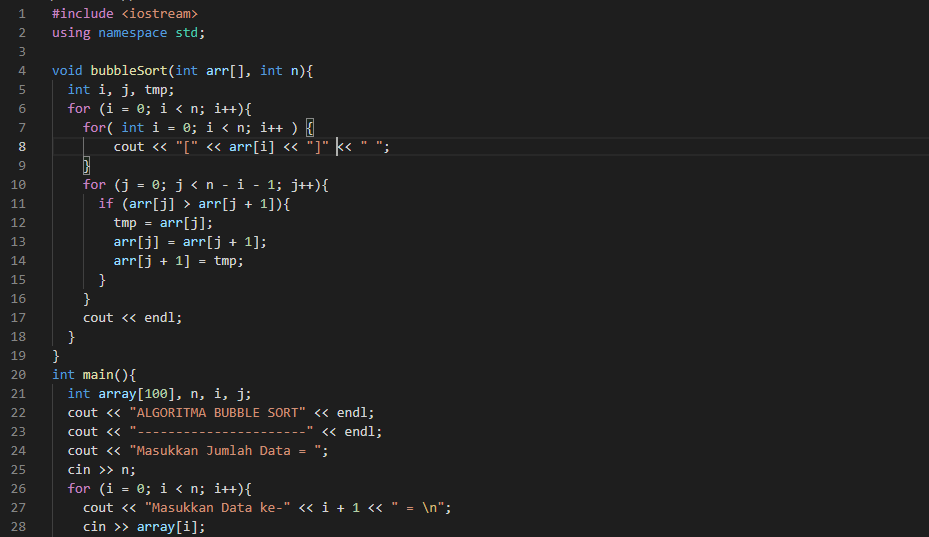 1 #include <iostream>
2 using namespace std;
3
4 void bubbleSort(int arr[], int n){
5   int i, j, tmp;
6   for (i = 0; i < n; i++){
7     for( int i = 0; i < n; i++ ) {
8         cout << "[" << arr[i] << "]" << " ";
9     }
10     for (j = 0; j < n - i - 1; j++){
11       if (arr[j] > arr[j + 1]){
12         tmp = arr[j];
13         arr[j] = arr[j + 1];
14         arr[j + 1] = tmp;
15       }
16     }
17     cout << endl;
18   }
19 }
20 int main(){
21   int array[100], n, i, j;
22   cout << "ALGORITMA BUBBLE SORT" << endl;
23   cout << "----------------------" << endl;
24   cout << "Masukkan Jumlah Data = ";
25   cin >> n;
26   for (i = 0; i < n; i++){
27     cout << "Masukkan Data ke-" << i + 1 << " = \n";
28     cin >> array[i];